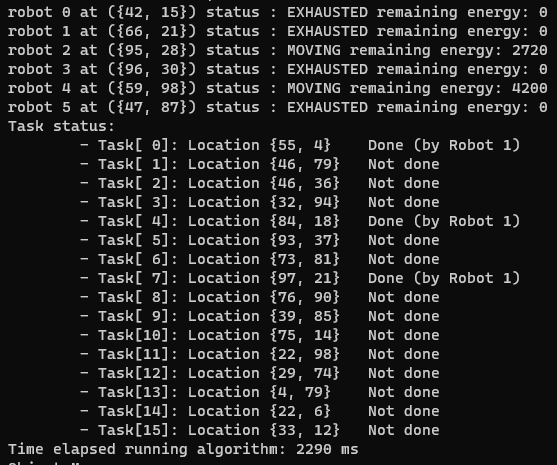 robot 0 at ({42, 15}) status : EXHAUSTED remaining energy: 0
robot 1 at ({66, 21}) status : EXHAUSTED remaining energy: 0
robot 2 at ({95, 28}) status : MOVING remaining energy: 2720
robot 3 at ({96, 30}) status : EXHAUSTED remaining energy: 0
robot 4 at ({59, 98}) status : MOVING remaining energy: 4200
robot 5 at ({47, 87}) status : EXHAUSTED remaining energy: 0
Task status:
- Task[ 0]: Location {55, 4} Done (by Robot 1)
- Task[ 1]: Location {46, 79} Not done
- Task[ 2]: Location {46, 36} Not done
- Task[ 3]: Location {32, 94} Not done
- Task[ 4]: Location {84, 18} Done (by Robot 1)
- Task[ 5]: Location {93, 37} Not done
- Task[ 6]: Location {73, 81} Not done
- Task[ 7]: Location {97, 21} Done (by Robot 1)
- Task[ 8]: Location {76, 90} Not done
- Task[ 9]: Location {39, 85} Not done
- Task[10]: Location {75, 14} Not done
- Task[11]: Location {22, 98} Not done
- Task[12]: Location {29, 74} Not done
- Task[13]: Location {4, 79} Not done
- Task[14]: Location {22, 6} Not done
- Task[15]: Location {33, 12} Not done
Time elapsed running algorithm: 2290 ms